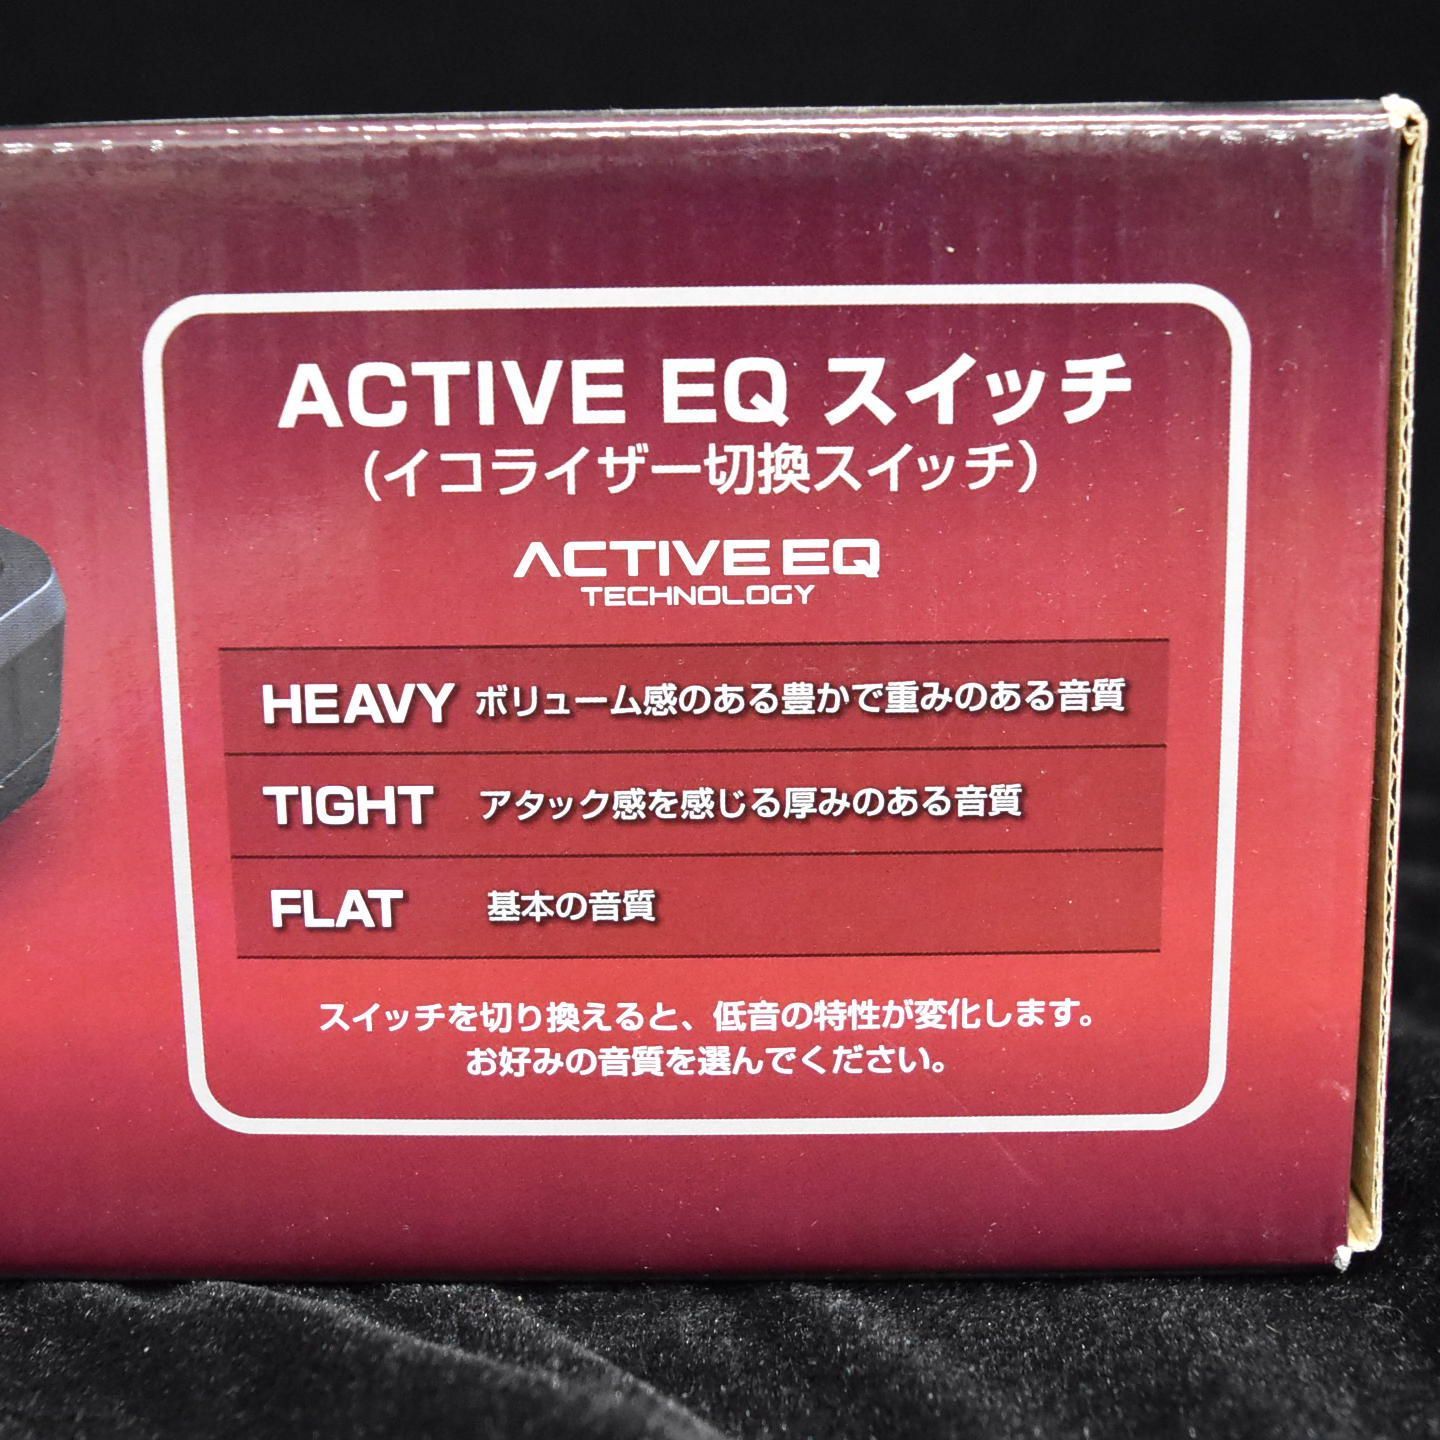 ACTIVE EQ スイッチ
(イコライザー切換スイッチ)
ACTIVE EQ
TECHNOLOGY
HEAVY ボリューム感のある豊かで重みのある音質
TIGHT アタック感を感じる厚みのある音質
FLAT 基本の音質
スイッチを切り換えると、低音の特性が変化します。
お好みの音質を選んでください。